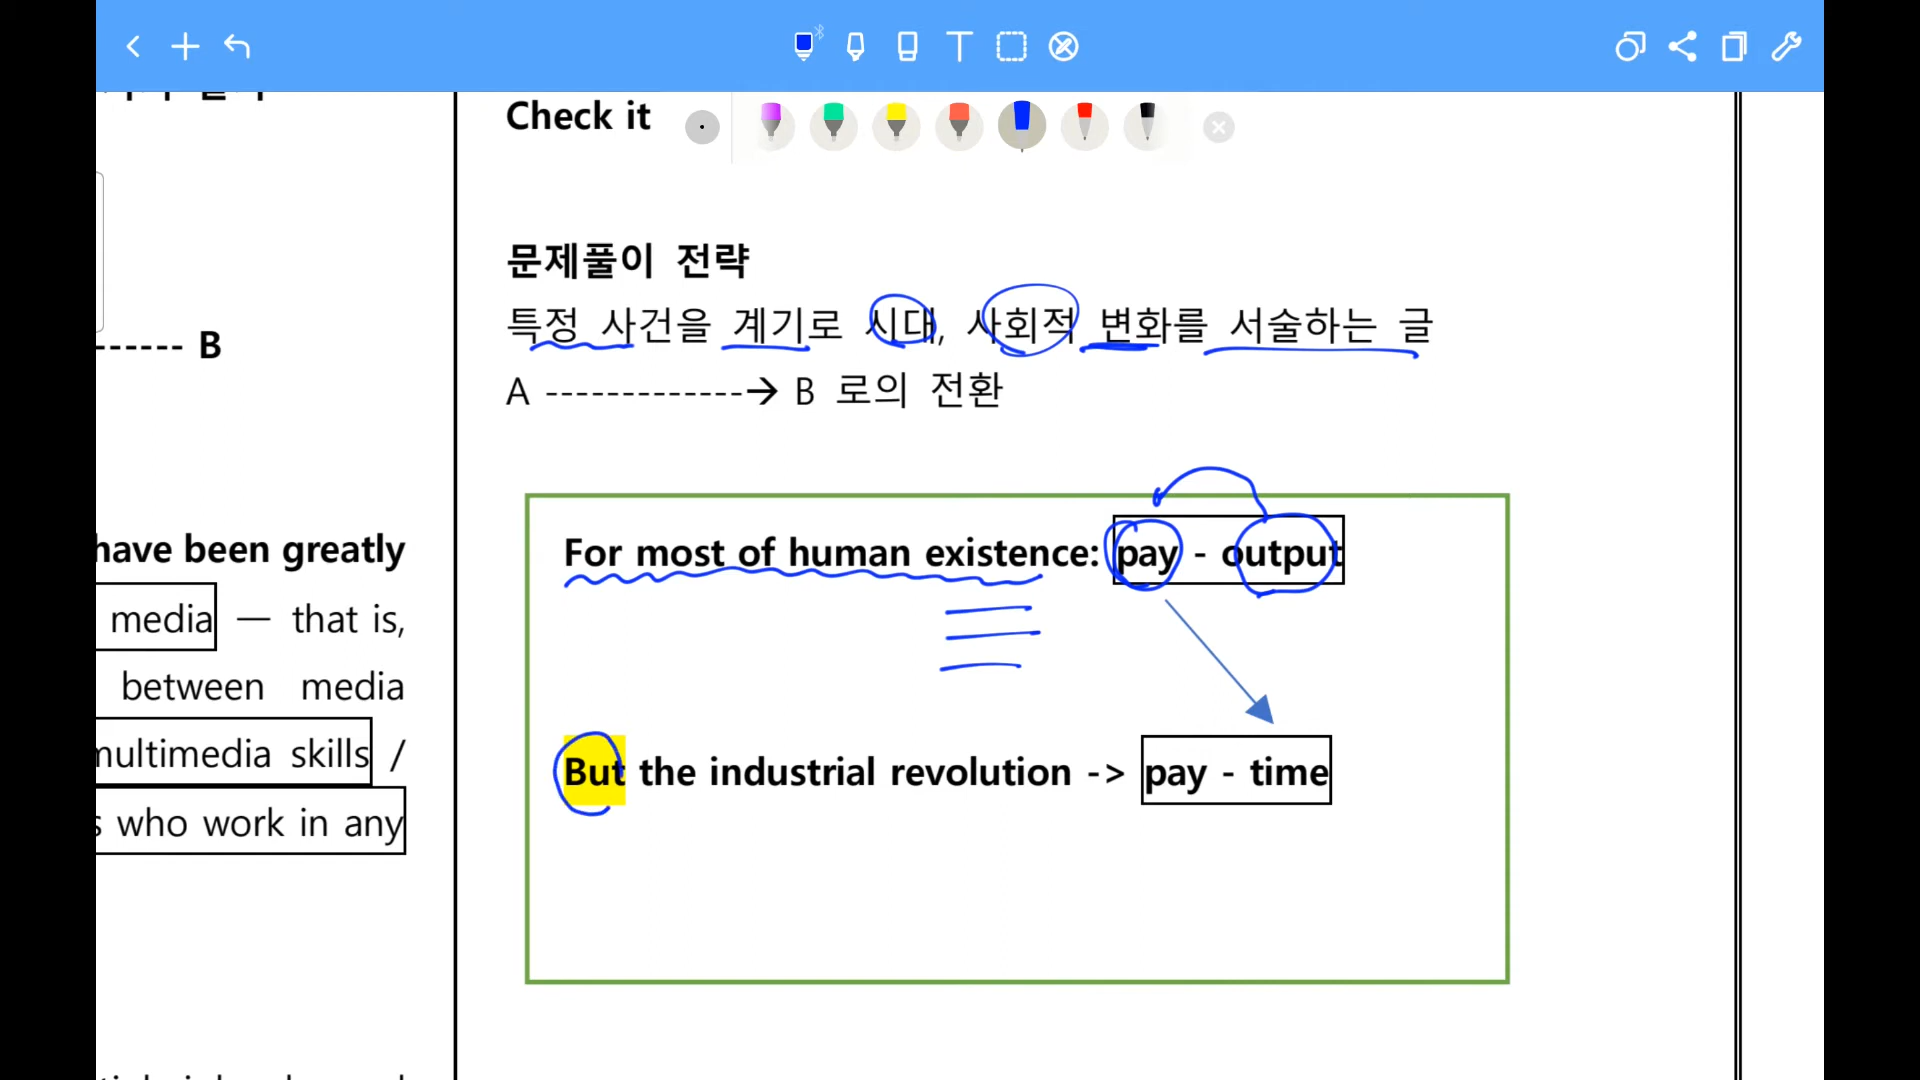 Check it
문제풀이 전략
특정 사건을 계기로 시대, 사회적 변화를 서술하는 글
A -------------→ B 로의 전환
For most of human existence: pay - output
But the industrial revolution -> pay - time
------ B
have been greatly
media — that is,
between media
multimedia skills /
s who work in any